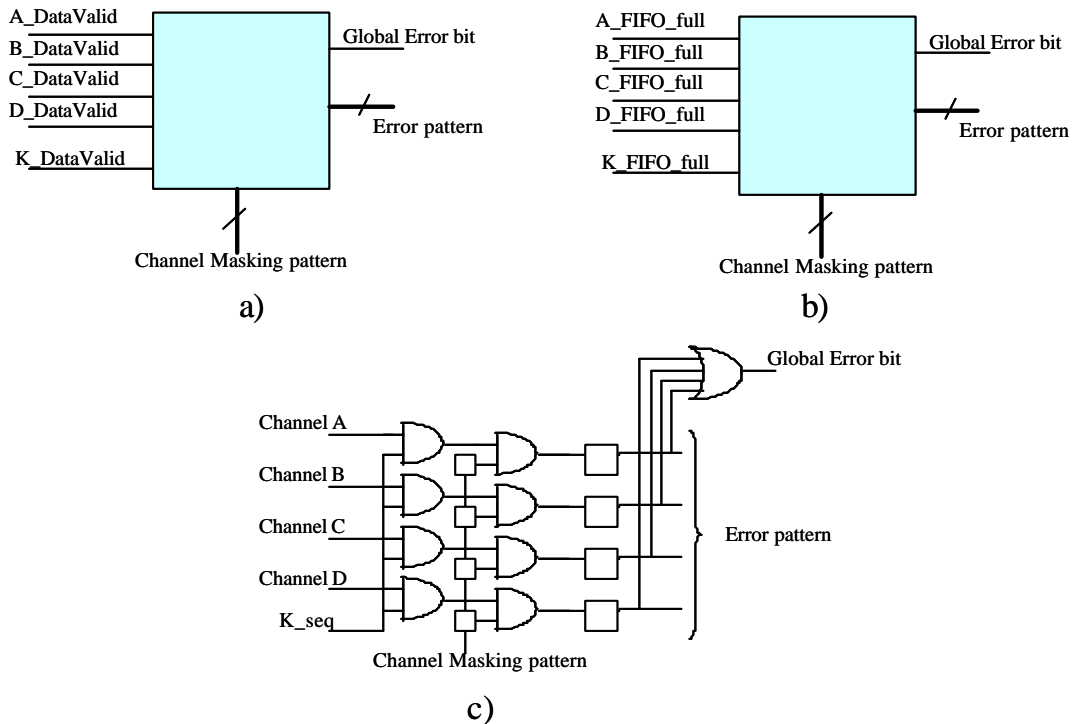 A_DataValid
B_DataValid
C_DataValid
D_DataValid
K_DataValid
Global Error bit
Error pattern
Channel Masking pattern
a)
A_FIFO_full
B_FIFO_full
C_FIFO_full
D_FIFO_full
K_FIFO_full
Global Error bit
Error pattern
Channel Masking pattern
b)
Global Error bit
Channel A
Channel B
Channel C
Channel D
K_seq
Error pattern
Channel Masking pattern
c)